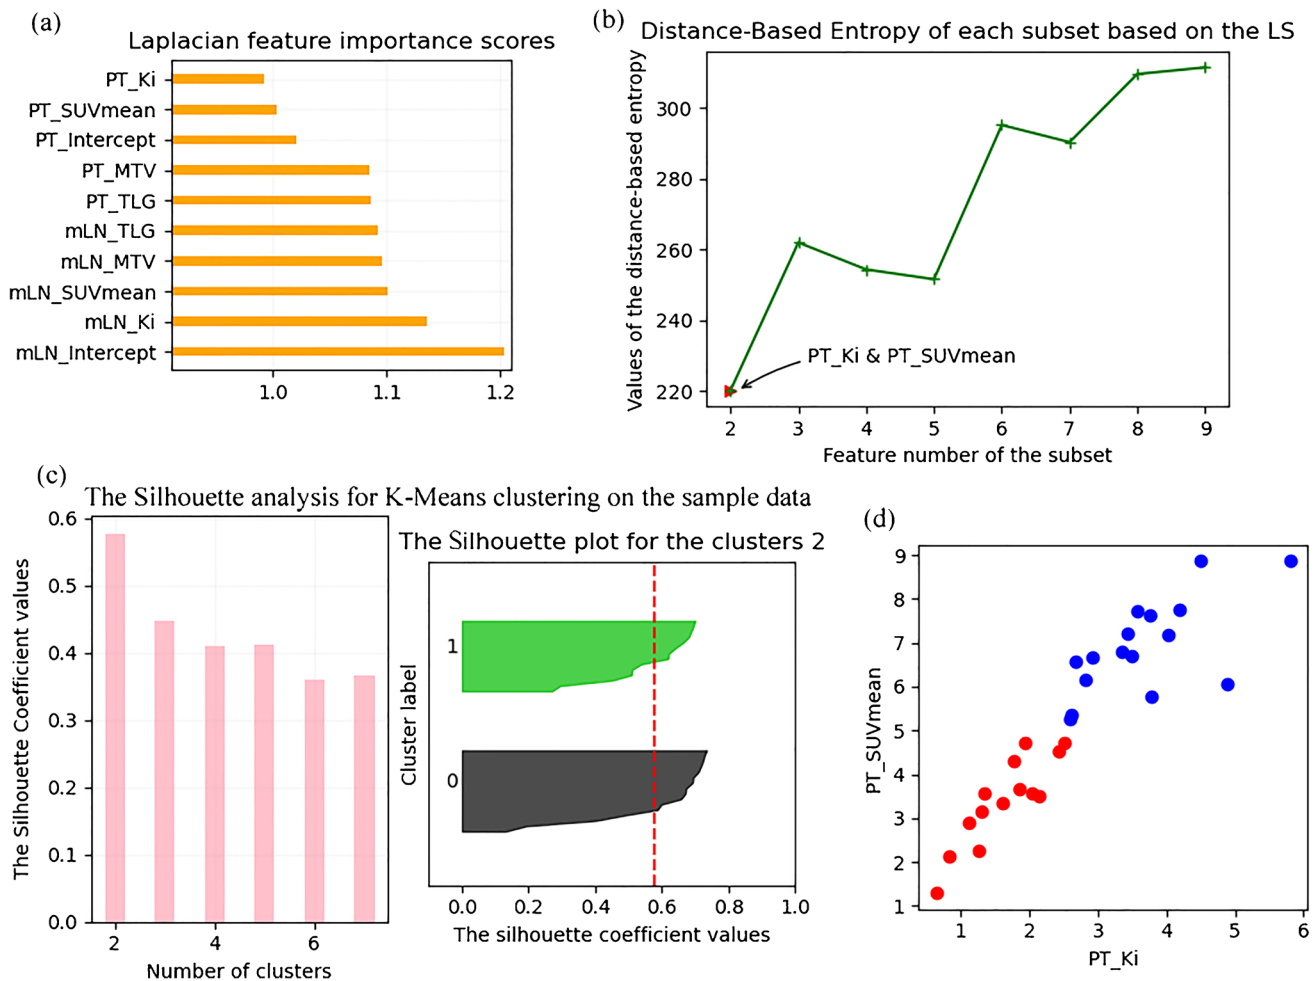 (a)
Laplacian feature importance scores
PT_Ki
PT_SUVmean
PT_Intercept
PT_MTV
PT_TLG
mLN_TLG
mLN_MTV
mLN_SUVmean
mLN_Ki
mLN_Intercept
1.0 1.1 1.2
(b)
Distance-Based Entropy of each subset based on the LS
Values of the distance-based entropy
300
280
260
240
220
PT_Ki & PT_SUVmean
2 3 4 5 6 7 8 9
Feature number of the subset
(c)
The Silhouette analysis for K-Means clustering on the sample data
The Silhouette Coefficient values
0.6
0.5
0.4
0.3
0.2
0.1
0.0
2 4 6
Number of clusters
The Silhouette plot for the clusters 2
Cluster label
1
0
0.0 0.2 0.4 0.6 0.8 1.0
The silhouette coefficient values
(d)
PT_SUVmean
9
8
7
6
5
4
3
2
1
1 2 3 4 5 6
PT_Ki